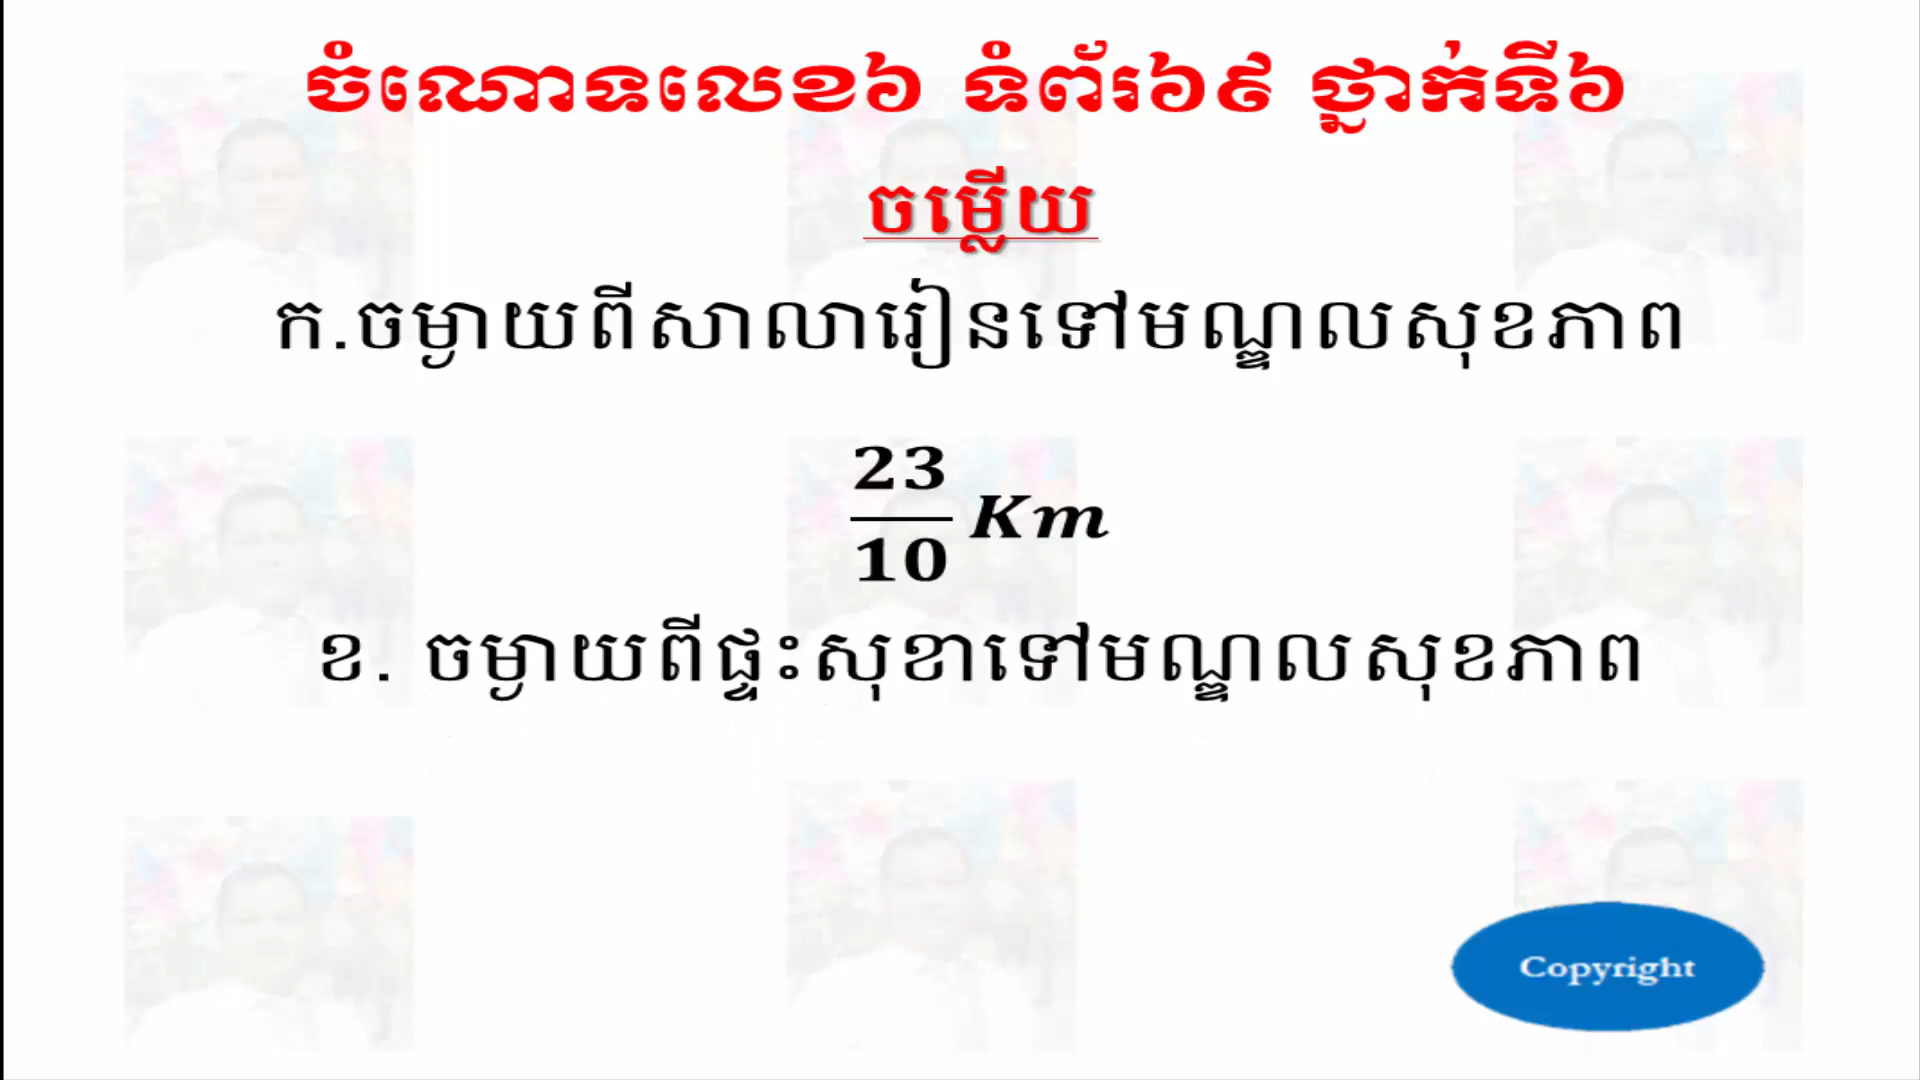 ចំណោទលេខ៦ ទំព័រ៦៩ ថ្នាក់ទី៦
ចម្លើយ
ក.ចម្ងាយពីសាលារៀនទៅមណ្ឌលសុខភាព
23
10
Km
ខ. ចម្ងាយពីផ្ទះសុខាទៅមណ្ឌលសុខភាព
Copyright